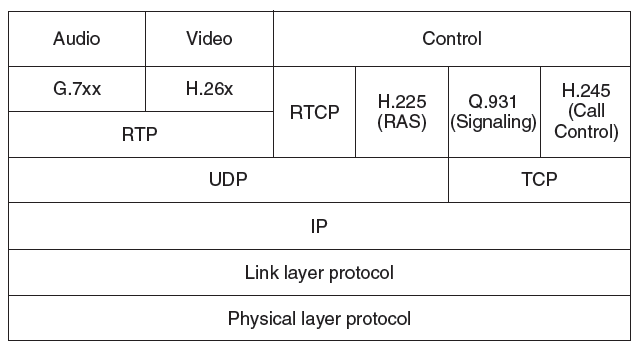 Audio
Video
Control
G.7xx
H.26x
RTCP
H.225
(RAS)
Q.931
(Signaling)
H.245
(Call
Control)
RTP
UDP
TCP
IP
Link layer protocol
Physical layer protocol